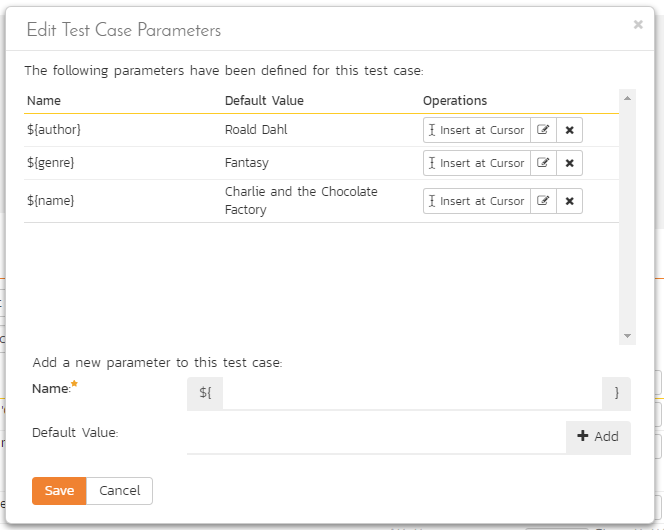 Edit Test Case Parameters
The following parameters have been defined for this test case:
Name Default Value Operations
${author} Roald Dahl Insert at Cursor
${genre} Fantasy Insert at Cursor
${name} Charlie and the Chocolate
Factory Insert at Cursor
Add a new parameter to this test case:
Name: ${ }
Default Value: Add
Save Cancel